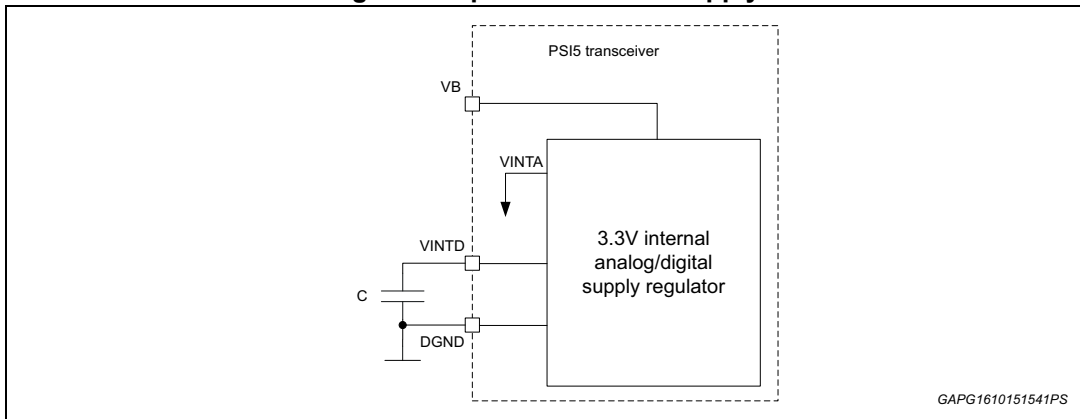 PSI5 transceiver
VB
VINTA
3.3V internal
analog/digital
supply regulator
VINTD
C
DGND
GAPG1610151541PS